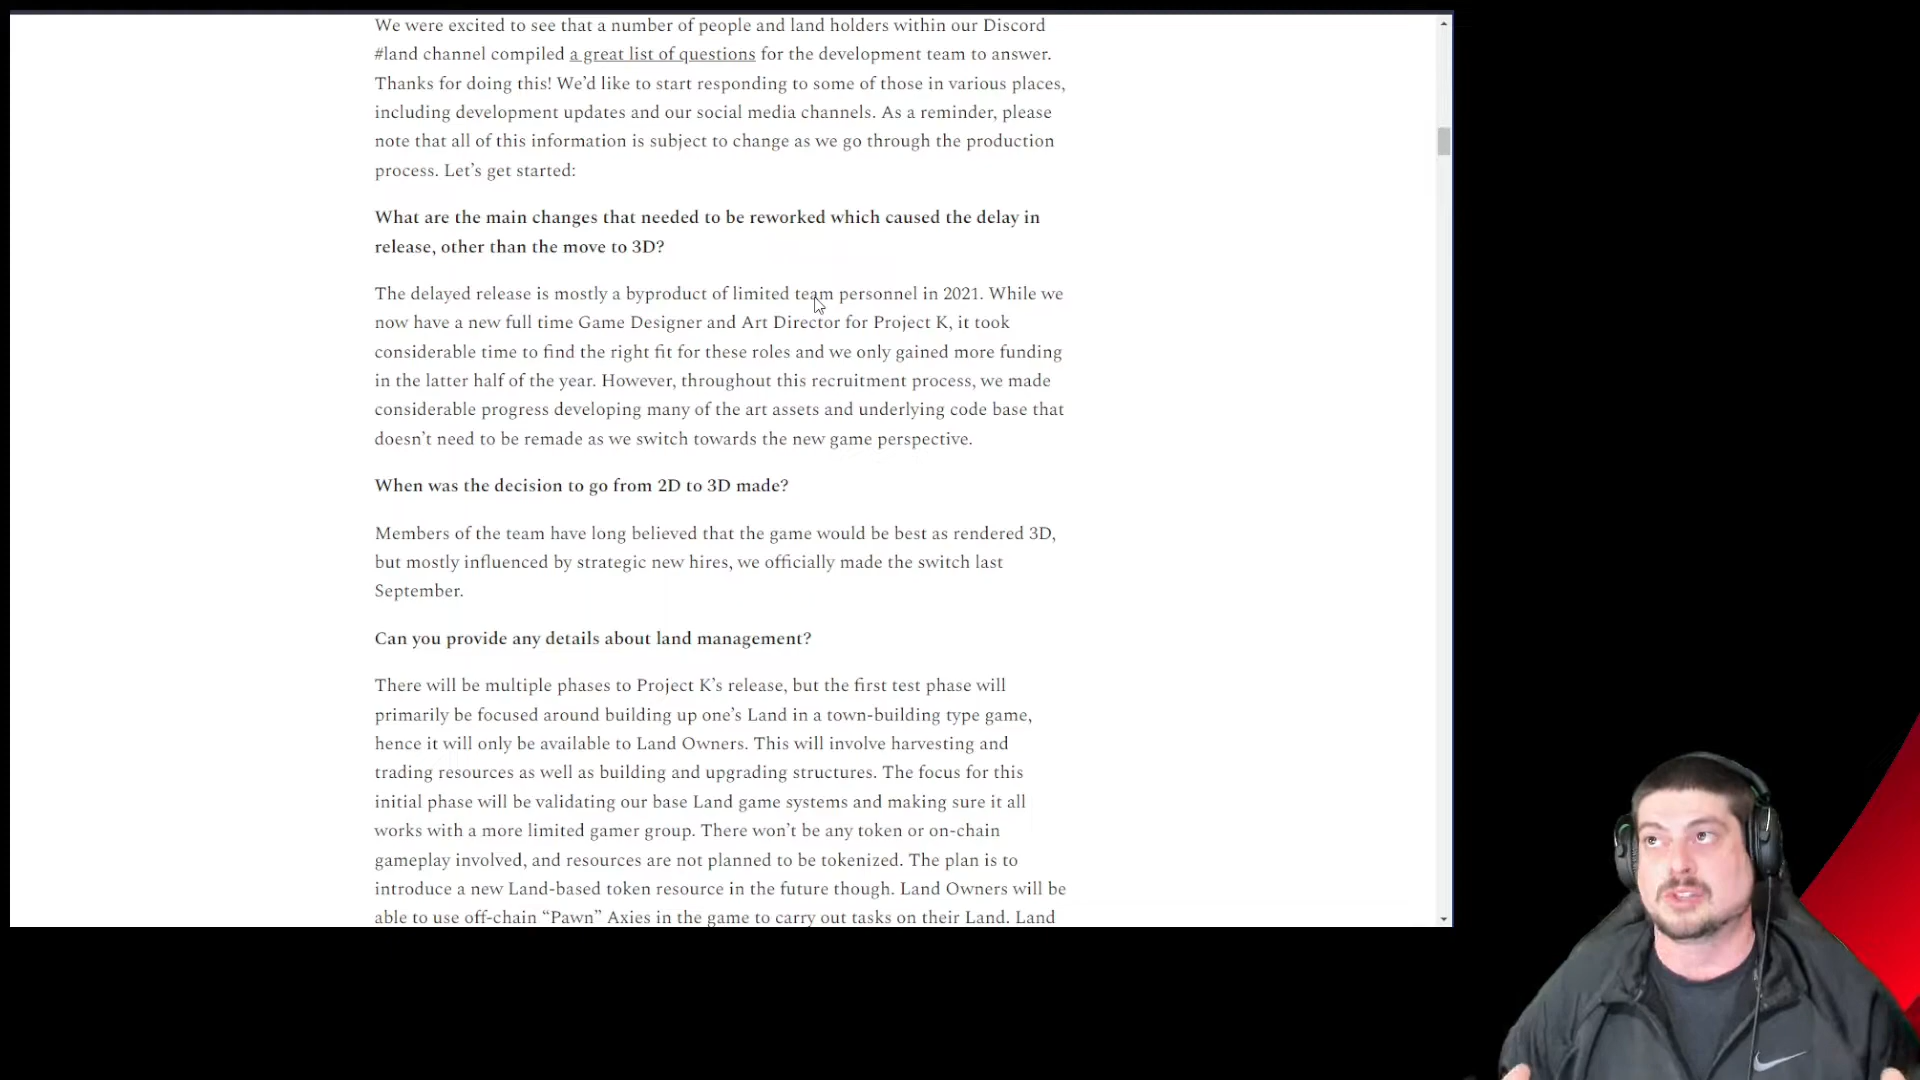 We were excited to see that a number of people and land holders within our Discord
#land channel compiled a great list of questions for the development team to answer.
Thanks for doing this! We’d like to start responding to some of those in various places,
including development updates and our social media channels. As a reminder, please
note that all of this information is subject to change as we go through the production
process. Let’s get started:
What are the main changes that needed to be reworked which caused the delay in
release, other than the move to 3D?
The delayed release is mostly a byproduct of limited team personnel in 2021. While we
now have a new full time Game Designer and Art Director for Project K, it took
considerable time to find the right fit for these roles and we only gained more funding
in the latter half of the year. However, throughout this recruitment process, we made
considerable progress developing many of the art assets and underlying code base that
doesn’t need to be remade as we switch towards the new game perspective.
When was the decision to go from 2D to 3D made?
Members of the team have long believed that the game would be best as rendered 3D,
but mostly influenced by strategic new hires, we officially made the switch last
September.
Can you provide any details about land management?
There will be multiple phases to Project K’s release, but the first test phase will
primarily be focused around building up one’s Land in a town-building type game,
hence it will only be available to Land Owners. This will involve harvesting and
trading resources as well as building and upgrading structures. The focus for this
initial phase will be validating our base Land game systems and making sure it all
works with a more limited gamer group. There won’t be any token or on-chain
gameplay involved, and resources are not planned to be tokenized. The plan is to
introduce a new Land-based token resource in the future though. Land Owners will be
able to use off-chain “Pawn” Axies in the game to carry out tasks on their Land. Land